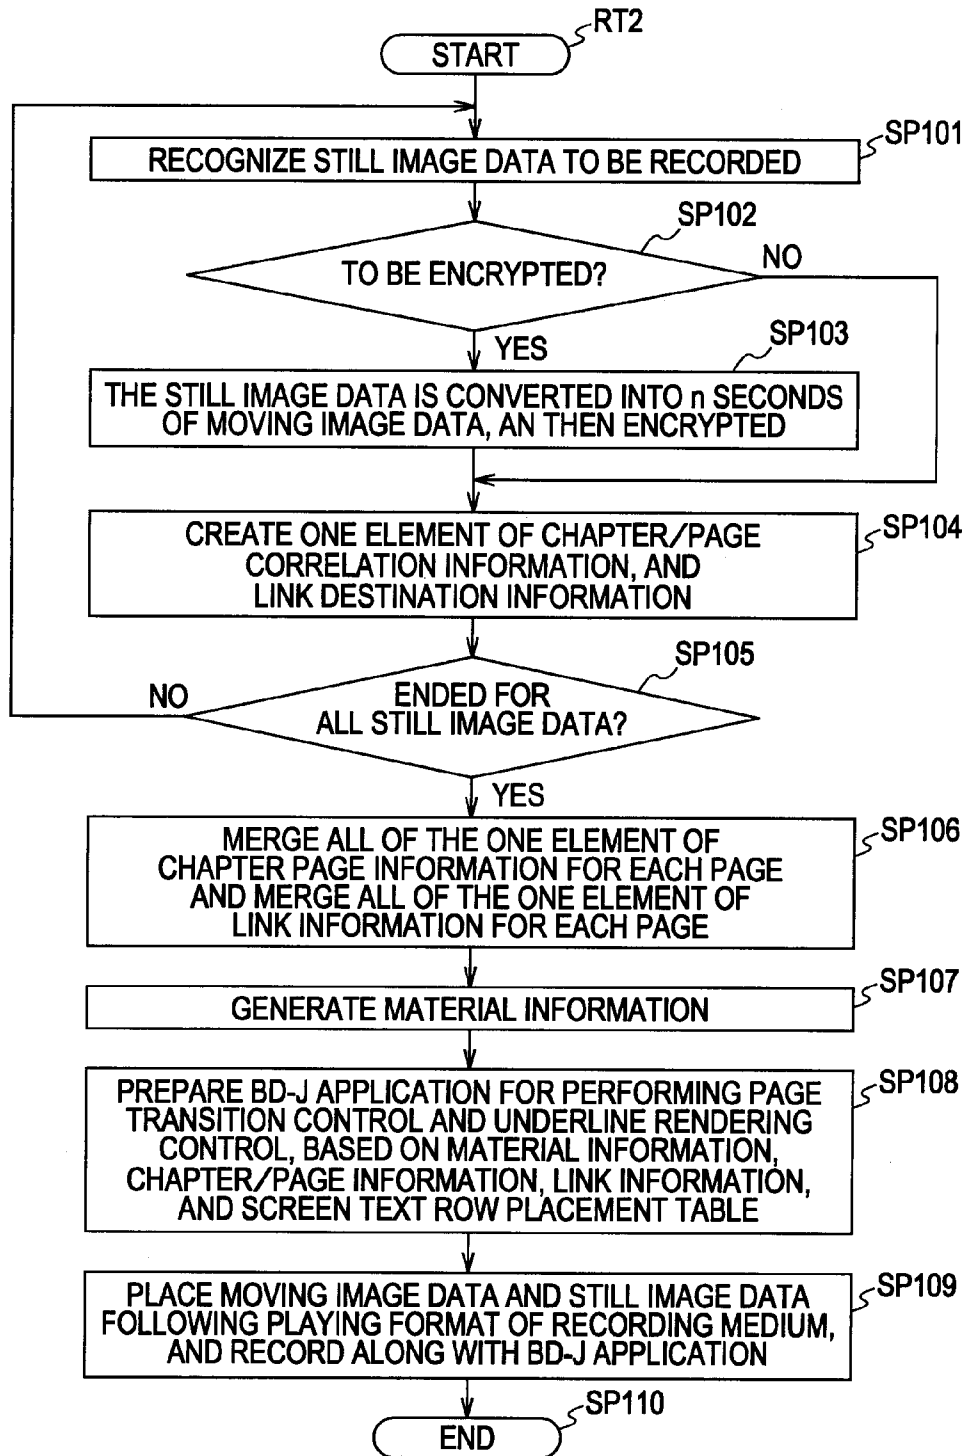 RT2
START
SP101
RECOGNIZE STILL IMAGE DATA TO BE RECORDED
SP102
TO BE ENCRYPTED?
NO
YES
SP103
THE STILL IMAGE DATA IS CONVERTED INTO n SECONDS
OF MOVING IMAGE DATA, AN THEN ENCRYPTED
SP104
CREATE ONE ELEMENT OF CHAPTER/PAGE
CORRELATION INFORMATION, AND
LINK DESTINATION INFORMATION
SP105
NO
ENDED FOR
ALL STILL IMAGE DATA?
YES
SP106
MERGE ALL OF THE ONE ELEMENT OF
CHAPTER PAGE INFORMATION FOR EACH PAGE
AND MERGE ALL OF THE ONE ELEMENT OF
LINK INFORMATION FOR EACH PAGE
SP107
GENERATE MATERIAL INFORMATION
SP108
PREPARE BD-J APPLICATION FOR PERFORMING PAGE
TRANSITION CONTROL AND UNDERLINE RENDERING
CONTROL, BASED ON MATERIAL INFORMATION,
CHAPTER/PAGE INFORMATION, LINK INFORMATION,
AND SCREEN TEXT ROW PLACEMENT TABLE
SP109
PLACE MOVING IMAGE DATA AND STILL IMAGE DATA
FOLLOWING PLAYING FORMAT OF RECORDING MEDIUM,
AND RECORD ALONG WITH BD-J APPLICATION
SP110
END